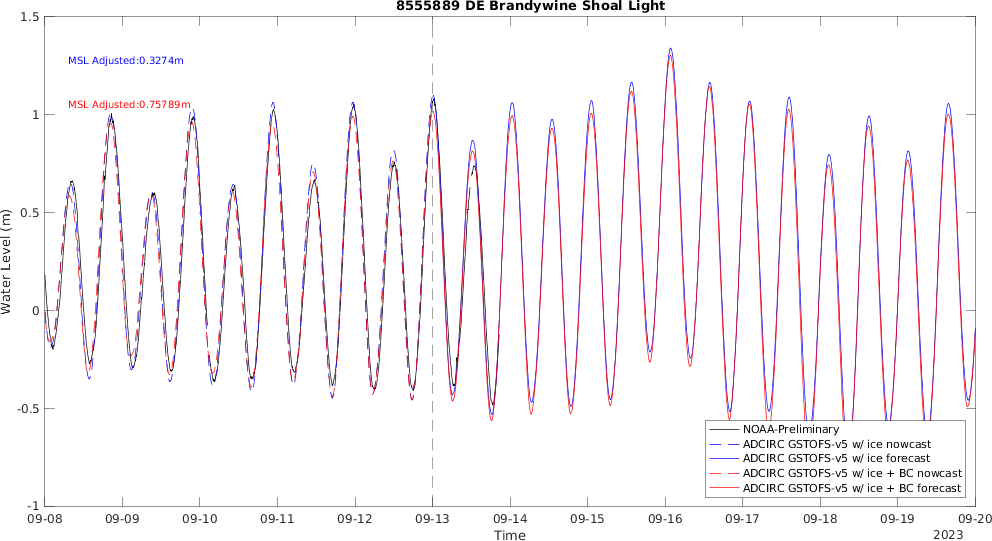 8555889 DE Brandywine Shoal Light
1.5
MSL Adjusted:0.3274m
MSL Adjusted:0.75789m
1
0.5
Water Level (m)
0
-0.5
NOAA-Preliminary
ADCIRC GSTOFS-v5 w/ ice nowcast
ADCIRC GSTOFS-v5 w/ ice forecast
ADCIRC GSTOFS-v5 w/ ice + BC nowcast
ADCIRC GSTOFS-v5 w/ ice + BC forecast
-1
09-08 09-09 09-10 09-11 09-12 09-13 09-14 09-15 09-16 09-17 09-18 09-19 09-20
Time
2023